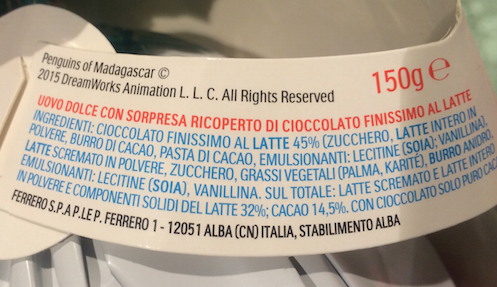 Penguins of Madagascar ©
2015 DreamWorks Animation L. L. C. All Rights Reserved
150g ℮
UOVO DOLCE CON SORPRESA RICOPERTO DI CIOCCOLATO FINISSIMO AL LATTE
INGREDIENTI: CIOCCOLATO FINISSIMO AL LATTE 45% (ZUCCHERO, LATTE INTERO IN
POLVERE, BURRO DI CACAO, PASTA DI CACAO, EMULSIONANTI: LECITINE (SOIA), VANILLINA),
LATTE SCREMATO IN POLVERE, ZUCCHERO, GRASSI VEGETALI (PALMA, KARITÉ), BURRO ANIDRO,
EMULSIONANTI: LECITINE (SOIA), VANILLINA. SUL TOTALE: LATTE SCREMATO E LATTE INTERO
IN POLVERE E COMPONENTI SOLIDI DEL LATTE 32%; CACAO 14,5%. CON CIOCCOLATO SOLO PURO CACAO
FERRERO S.P.A P.LE P. FERRERO 1 - 12051 ALBA (CN) ITALIA, STABILIMENTO ALBA